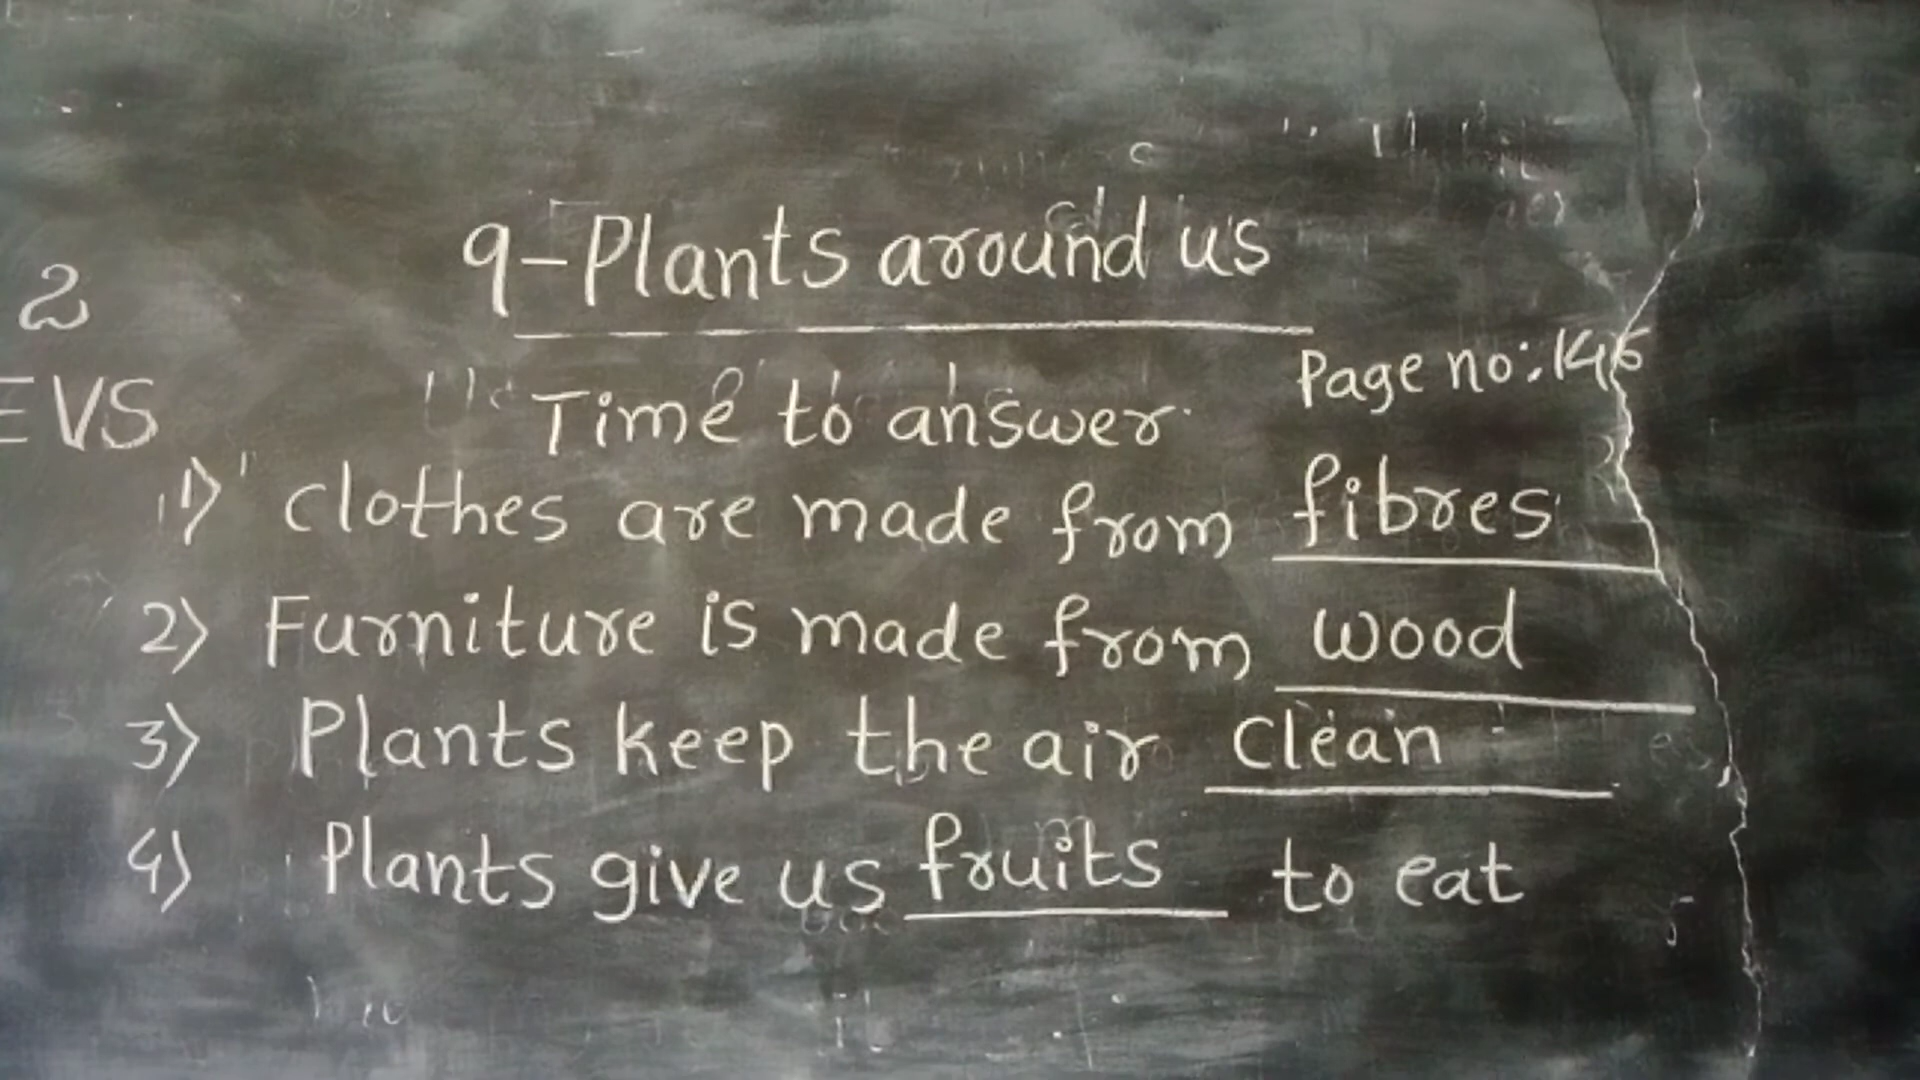 9-Plants around us
2
EVS
Page no:146
Time to answer
1) clothes are made from fibres
2) Furniture is made from wood
3) Plants keep the air clean
4) Plants give us fruits to eat